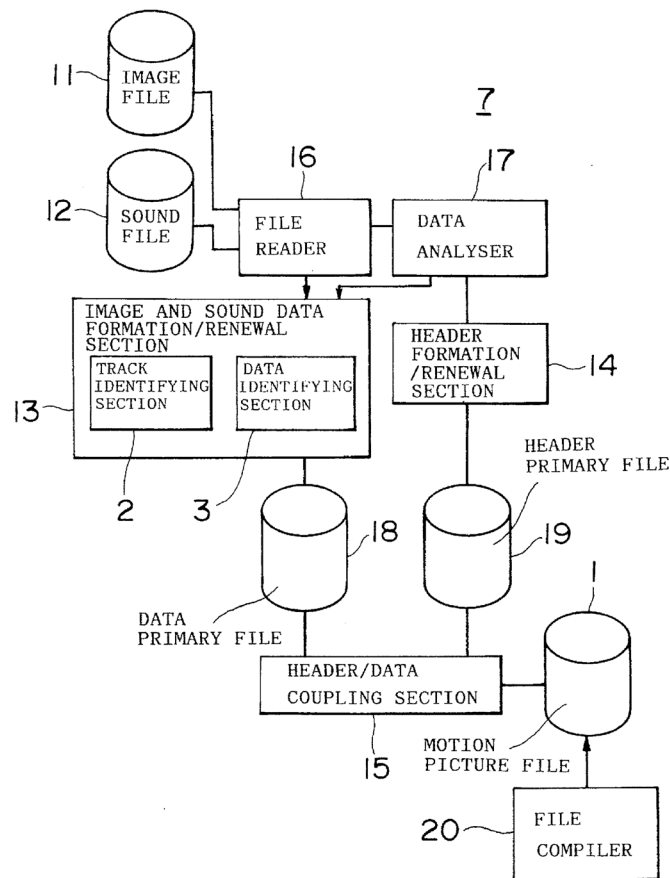 11
IMAGE
FILE
7
12
SOUND
FILE
16
FILE
READER
17
DATA
ANALYSER
IMAGE AND SOUND DATA
FORMATION/RENEWAL
SECTION
TRACK
IDENTIFYING
SECTION
DATA
IDENTIFYING
SECTION
13
2
3
HEADER
FORMATION
/RENEWAL
SECTION
14
HEADER
PRIMARY FILE
18
19
DATA
PRIMARY FILE
1
HEADER/DATA
COUPLING SECTION
15
MOTION
PICTURE FILE
20
FILE
COMPILER